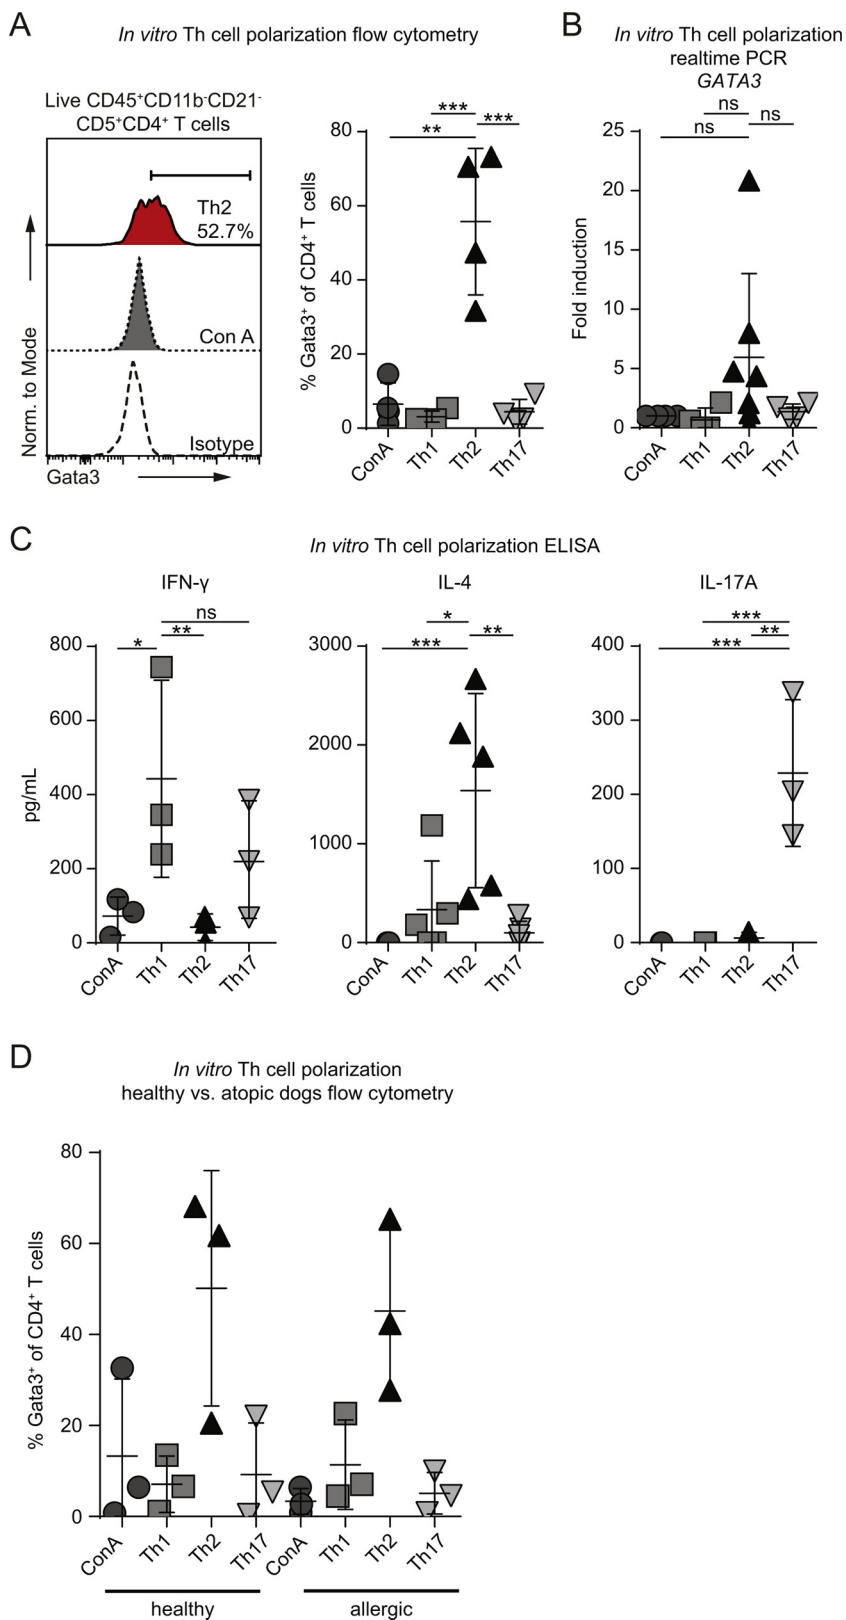 A
In vitro Th cell polarization flow cytometry
Live CD45⁺CD11b⁻CD21⁻
CD5⁺CD4⁺ T cells
Norm. to Mode
Th2
52.7%
Con A
Isotype
Gata3
% Gata3⁺ of CD4⁺ T cells
***
** ***
80
60
40
20
0
ConA Th1 Th2 Th17
B
In vitro Th cell polarization
realtime PCR
GATA3
Fold induction
ns
ns ns
25
20
15
10
5
0
ConA Th1 Th2 Th17
C
In vitro Th cell polarization ELISA
IFN-γ
pg/mL
ns
**
*
800
600
400
200
0
ConA Th1 Th2 Th17
IL-4
*
**
***
3000
2000
1000
0
ConA Th1 Th2 Th17
IL-17A
***
**
***
400
300
200
100
0
ConA Th1 Th2 Th17
D
In vitro Th cell polarization
healthy vs. atopic dogs flow cytometry
% Gata3⁺ of CD4⁺ T cells
80
60
40
20
0
ConA Th1 Th2 Th17 ConA Th1 Th2 Th17
healthy allergic